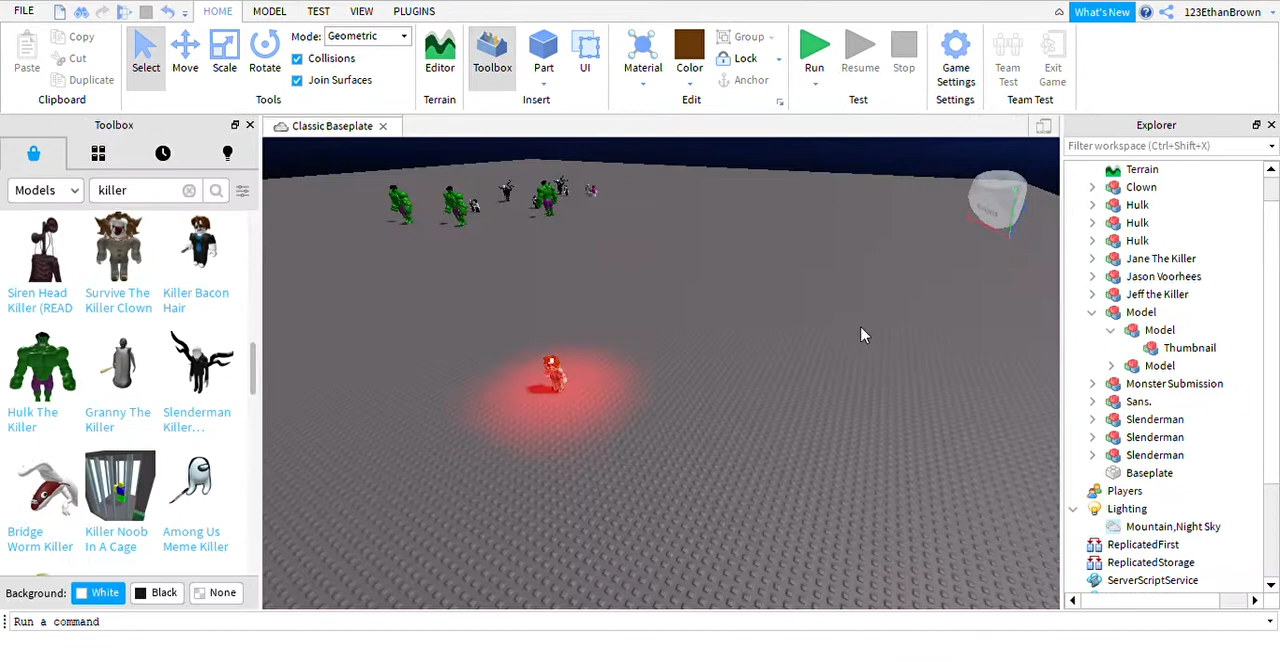 FILE
HOME
MODEL
TEST
VIEW
PLUGINS
What's New
123EthanBrown
Paste
Copy
Cut
Duplicate
Clipboard
Select
Move
Scale
Rotate
Mode: Geometric
Collisions
Join Surfaces
Tools
Editor
Terrain
Toolbox
Part
UI
Insert
Material
Color
Group
Lock
Anchor
Edit
Run
Resume
Stop
Test
Game
Settings
Settings
Team
Test
Exit
Game
Team Test
Toolbox
Models
killer
Siren Head
Killer (READ
Survive The
Killer Clown
Killer Bacon
Hair
Hulk The
Killer
Granny The
Killer
Slenderman
Killer...
Bridge
Worm Killer
Killer Noob
In A Cage
Among Us
Meme Killer
Background: White Black None
Classic Baseplate
Explorer
Filter workspace (Ctrl+Shift+X)
Terrain
Clown
Hulk
Hulk
Hulk
Jane The Killer
Jason Voorhees
Jeff the Killer
Model
Model
Thumbnail
Model
Monster Submission
Sans.
Slenderman
Slenderman
Slenderman
Baseplate
Players
Lighting
Mountain,Night Sky
ReplicatedFirst
ReplicatedStorage
ServerScriptService
Run a command